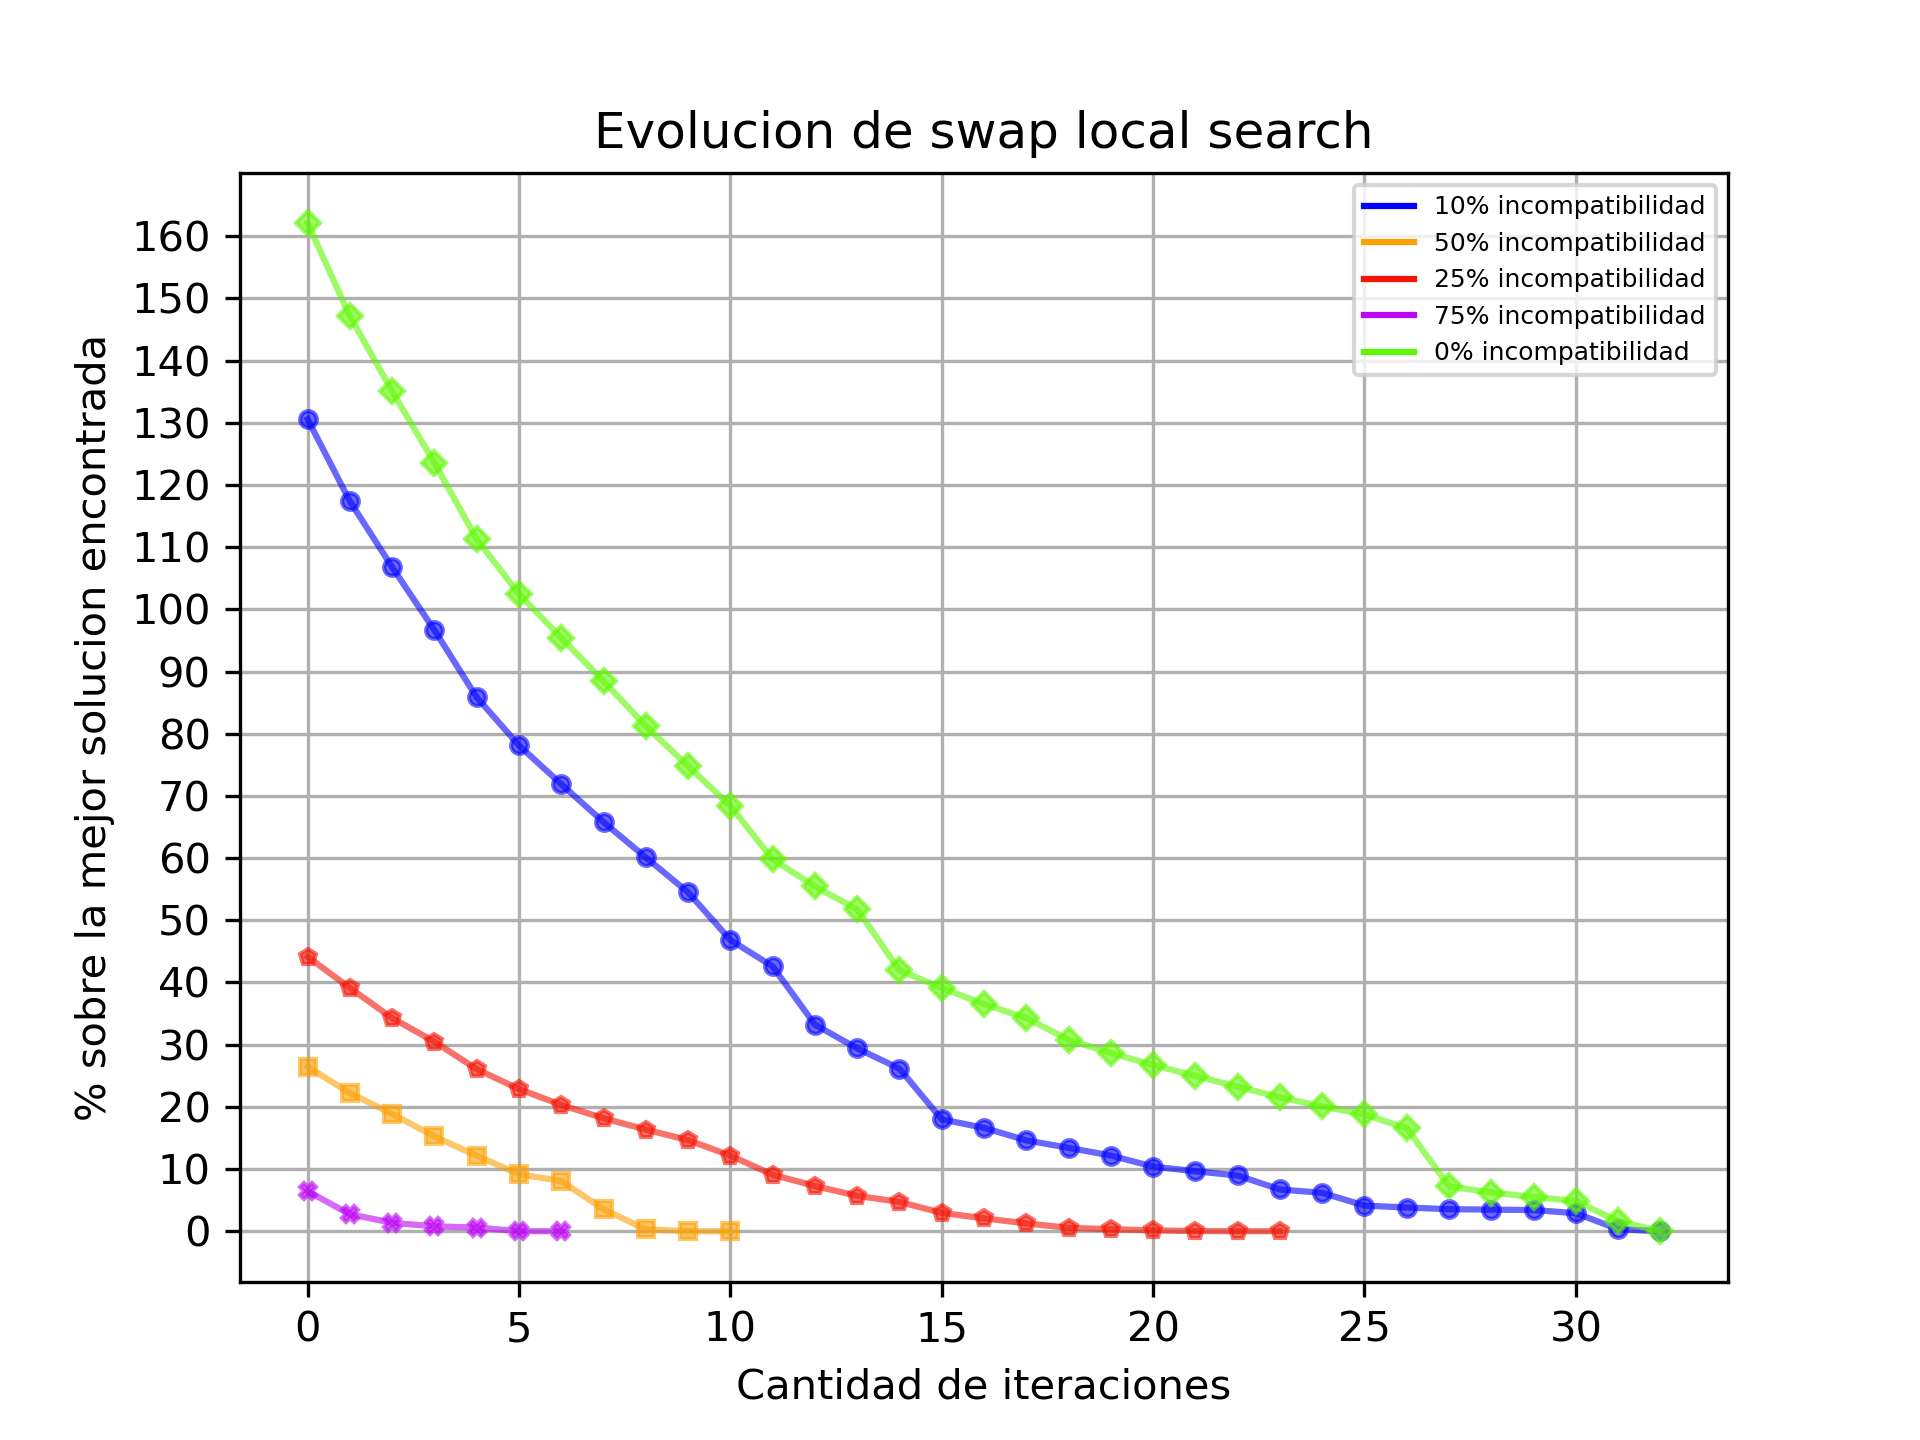 Evolucion de swap local search
10% incompatibilidad
50% incompatibilidad
25% incompatibilidad
75% incompatibilidad
0% incompatibilidad
% sobre la mejor solucion encontrada
160
150
140
130
120
110
100
90
80
70
60
50
40
30
20
10
0
0 5 10 15 20 25 30
Cantidad de iteraciones